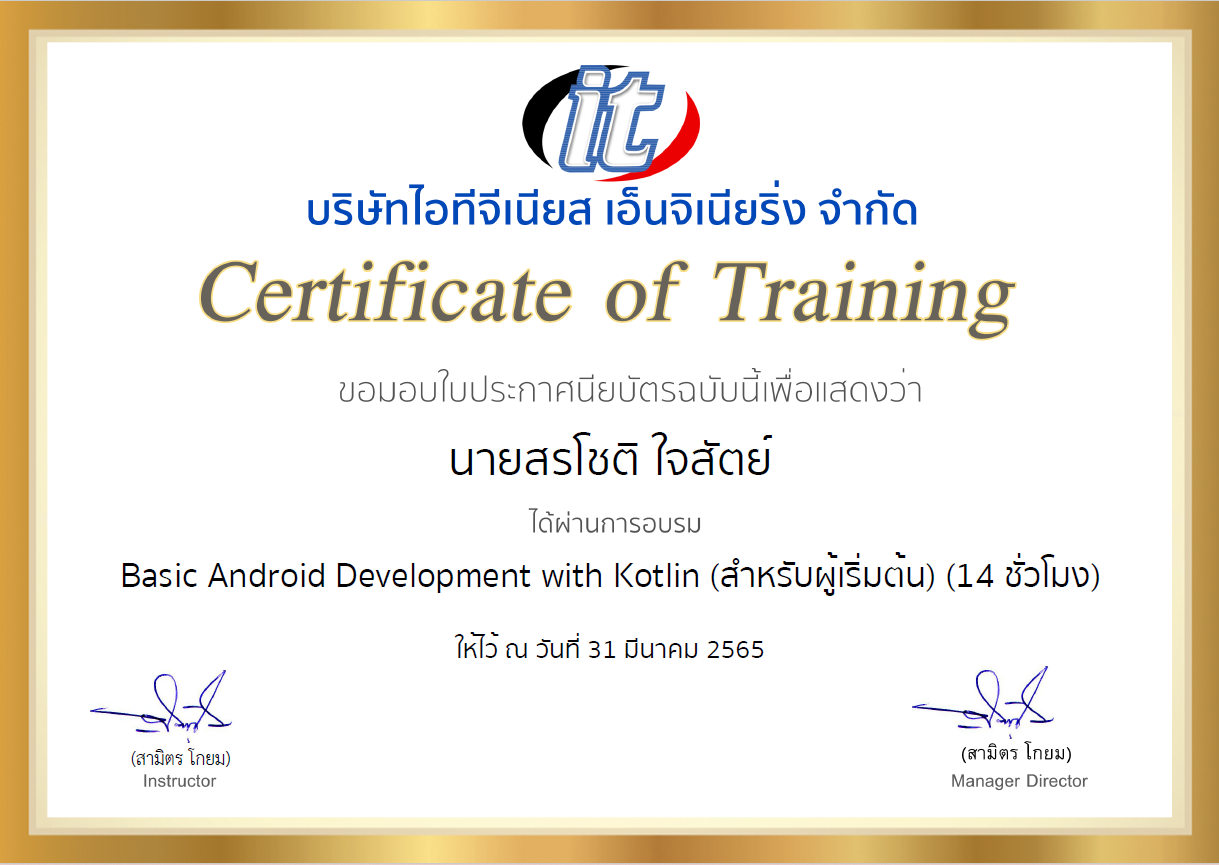 it
บริษัทไอทีจีเนียส เอ็นจิเนียริ่ง จำกัด
Certificate of Training
ขอมอบใบประกาศนียบัตรฉบับนี้เพื่อแสดงว่า
นายสรโชติ ใจสัตย์
ได้ผ่านการอบรม
Basic Android Development with Kotlin (สำหรับผู้เริ่มต้น) (14 ชั่วโมง)
ให้ไว้ ณ วันที่ 31 มีนาคม 2565
(สามิตร โกยม)
Instructor
(สามิตร โกยม)
Manager Director